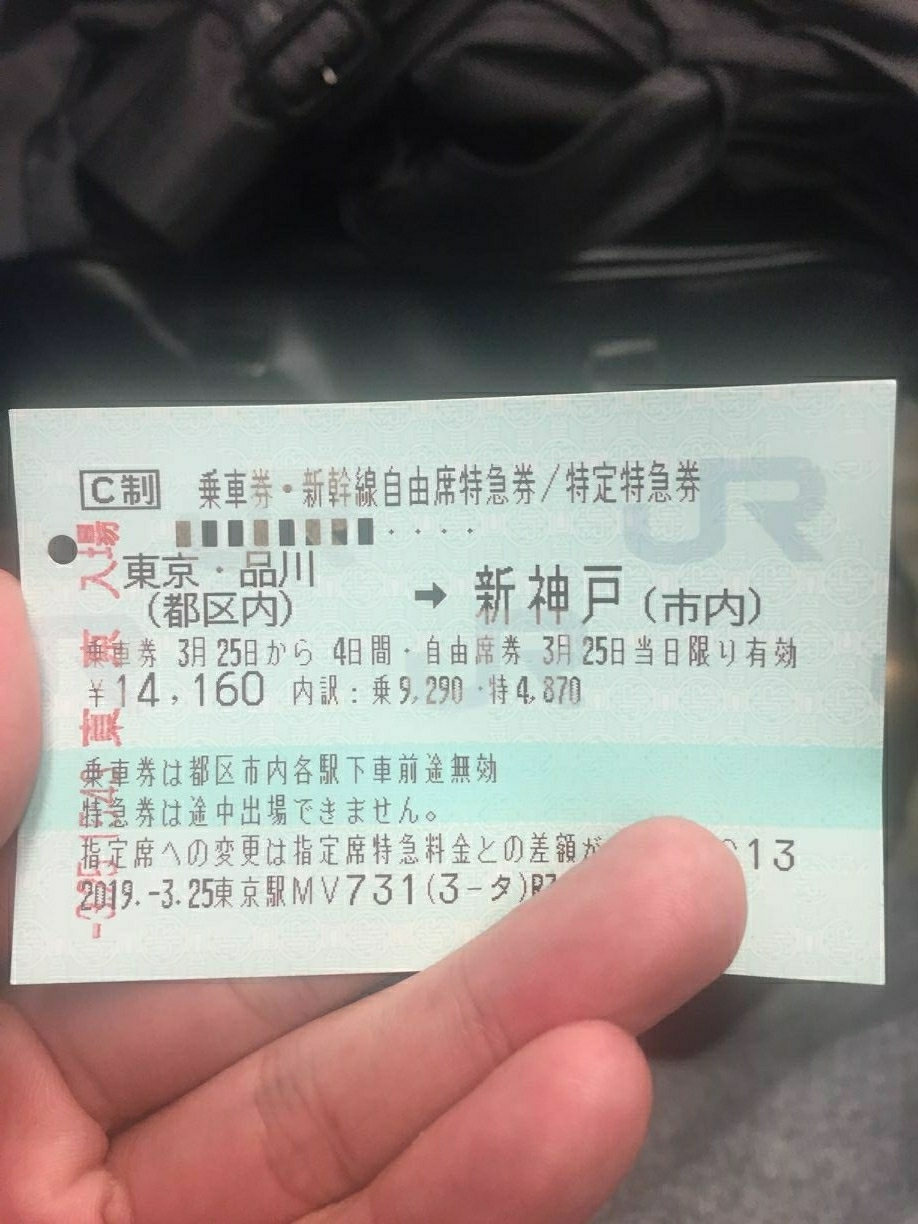 C制 乗車券・新幹線自由席特急券/特定特急券
JR
東京・品川 ➡ 新神戸(市内)
(都区内)
乗車券 3月25日から 4日間・自由席券 3月25日当日限り有効
¥14,160 内訳:乗9,290・特4,870
乗車券は都区市内各駅下車前途無効
特急券は途中出場できません。
指定席への変更は指定席特急料金との差額が 13
2019.-3.25東京駅MV731(3-タ)
-3.25 東京 入場